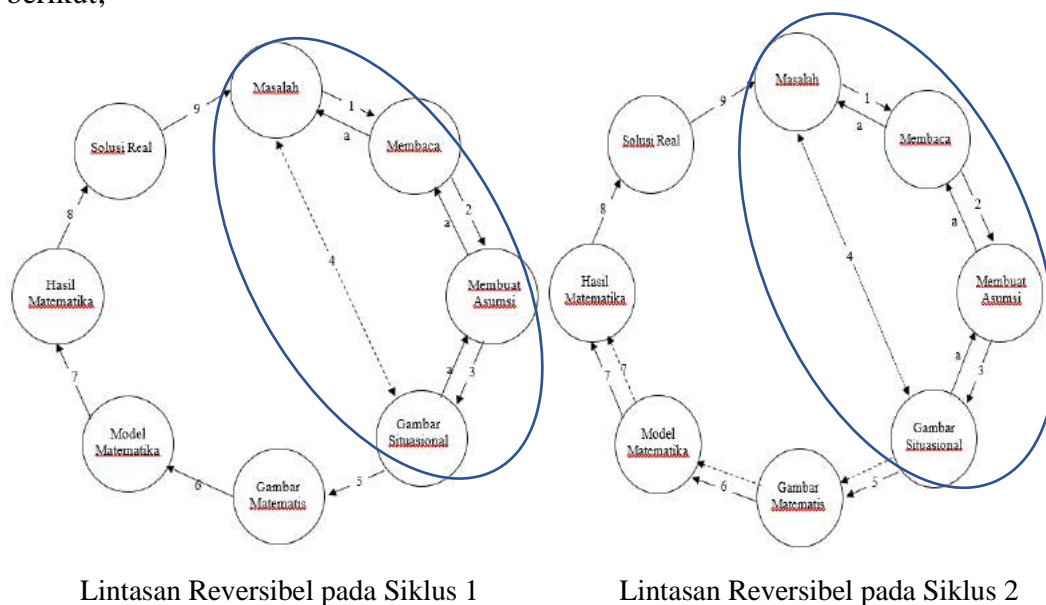 berikut;
Masalah
1
a
Membaca
2
a
Membuat
Asumsi
a
3
Gambar
Situasional
4
5
Gambar
Matematis
6
Model
Matematika
7
Hasil
Matematika
8
Solusi Real
9
Masalah
1
a
Membaca
2
a
Membuat
Asumsi
a
3
Gambar
Situasional
4
5
Gambar
Matematis
6
Model
Matematika
7
7
Hasil
Matematika
8
Solusi Real
9
Lintasan Reversibel pada Siklus 1
Lintasan Reversibel pada Siklus 2